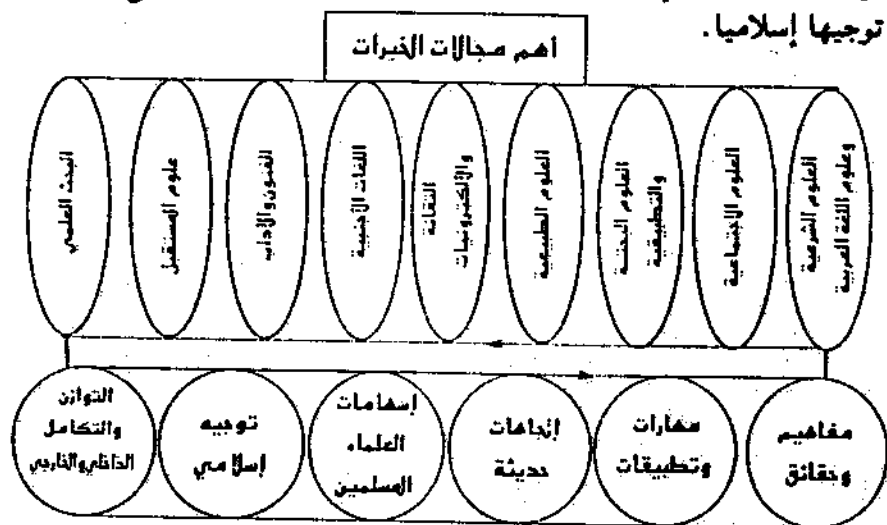 توجيها إسلاميا.
أهم مجالات الخبرات
العلوم الشرعية
وعلوم اللغة العربية
العلوم الاجتماعية
العلوم البحتة
والتطبيقية
العلوم الطبيعية
التقانة
والالكترونيات
اللغات الأجنبية
الفنون والآداب
علوم المستقبل
البحث العلمي
مفاهيم
وحقائق
مهارات
وتطبيقات
إتجاهات
حديثة
إسهامات
العلماء
المسلمين
توجيه
إسلامي
التوازن
والتكامل
الداخلي والخارجي